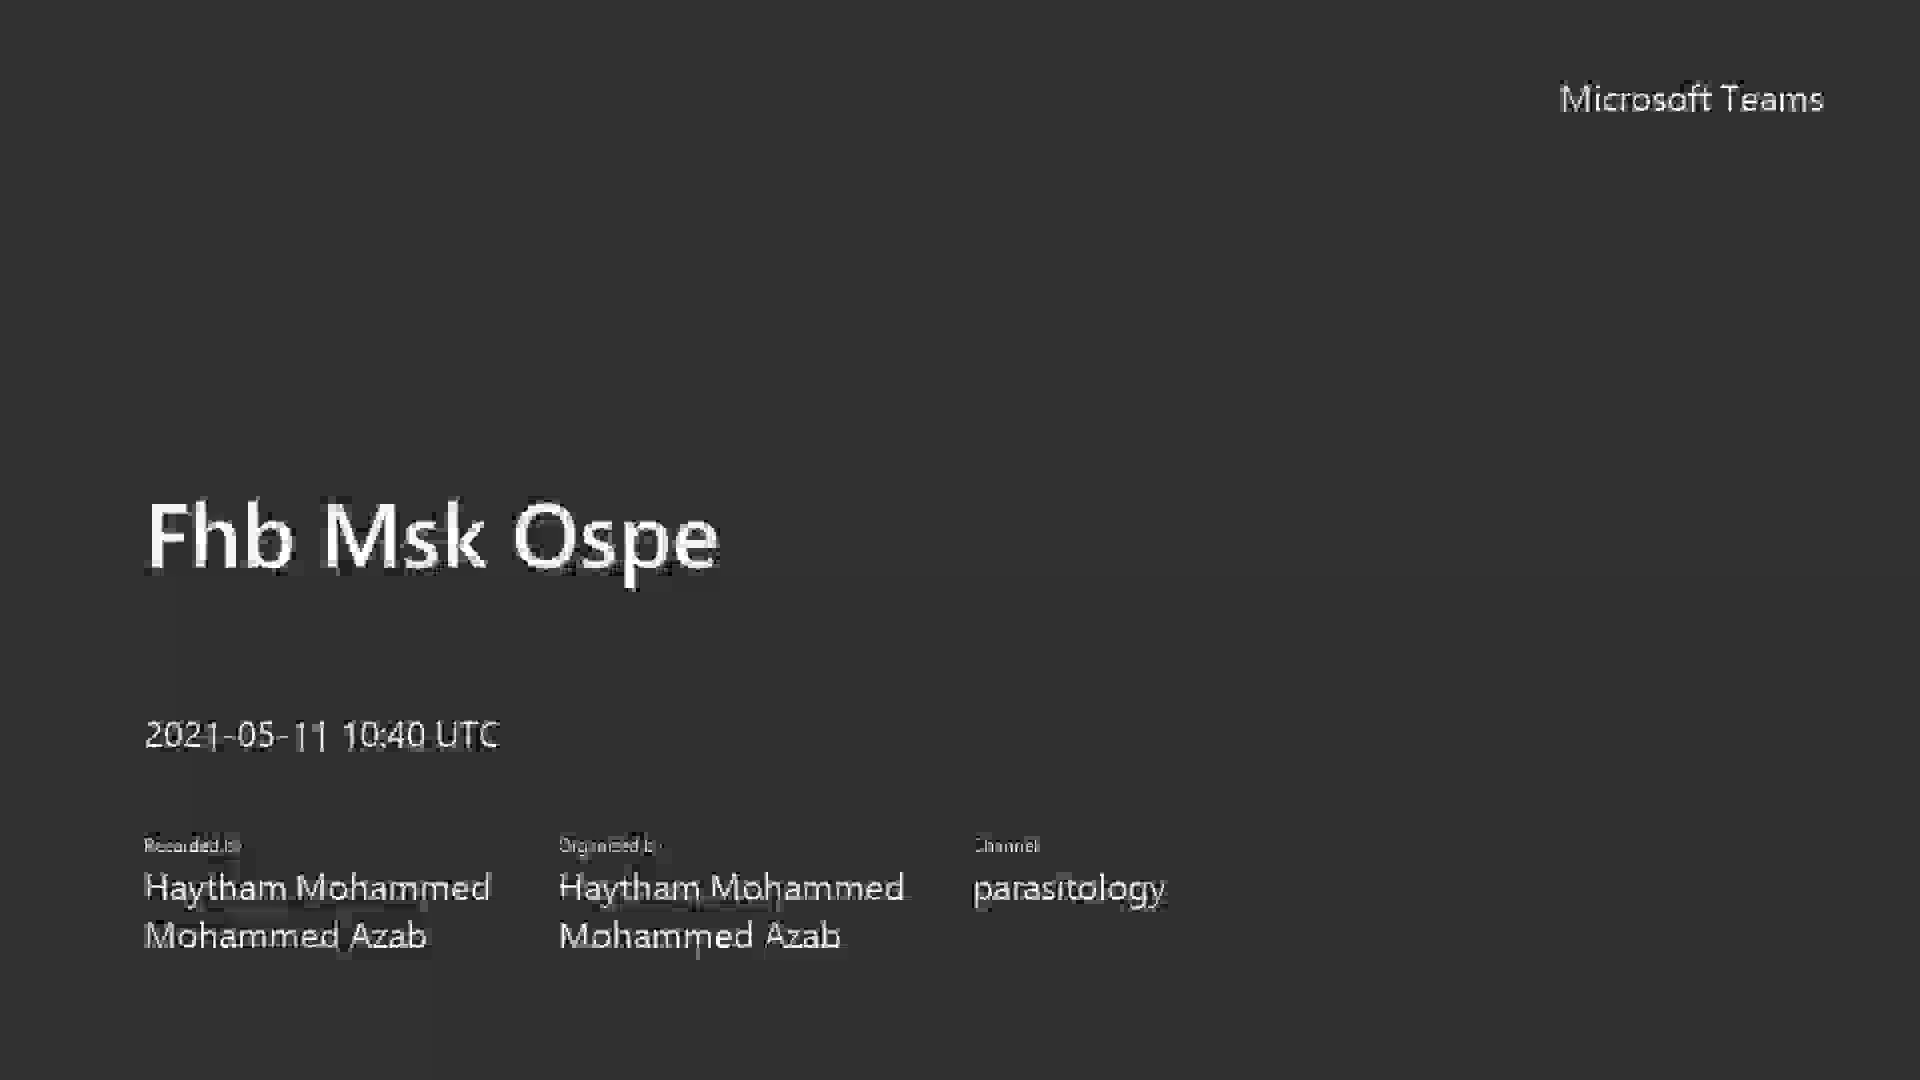 Microsoft Teams
Fhb Msk Ospe
2021-05-11 10:40 UTC
Recorded by
Organized by
Channel
Haytham Mohammed
Mohammed Azab
Haytham Mohammed
Mohammed Azab
parasitology